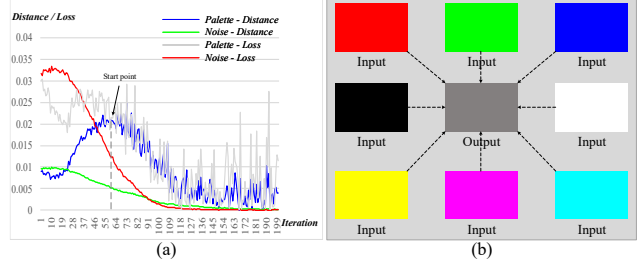 Distance / Loss
Palette - Distance
Noise - Distance
Palette - Loss
Noise - Loss
0.04
0.035
0.03
0.025
0.02
0.015
0.01
0.005
0
Start point
1 10 19 28 37 46 55 64 73 82 91 100 109 118 127 136 145 154 163 172 181 190 199
Iteration
(a)
Input Input Input
Input Output Input
Input Input Input
(b)